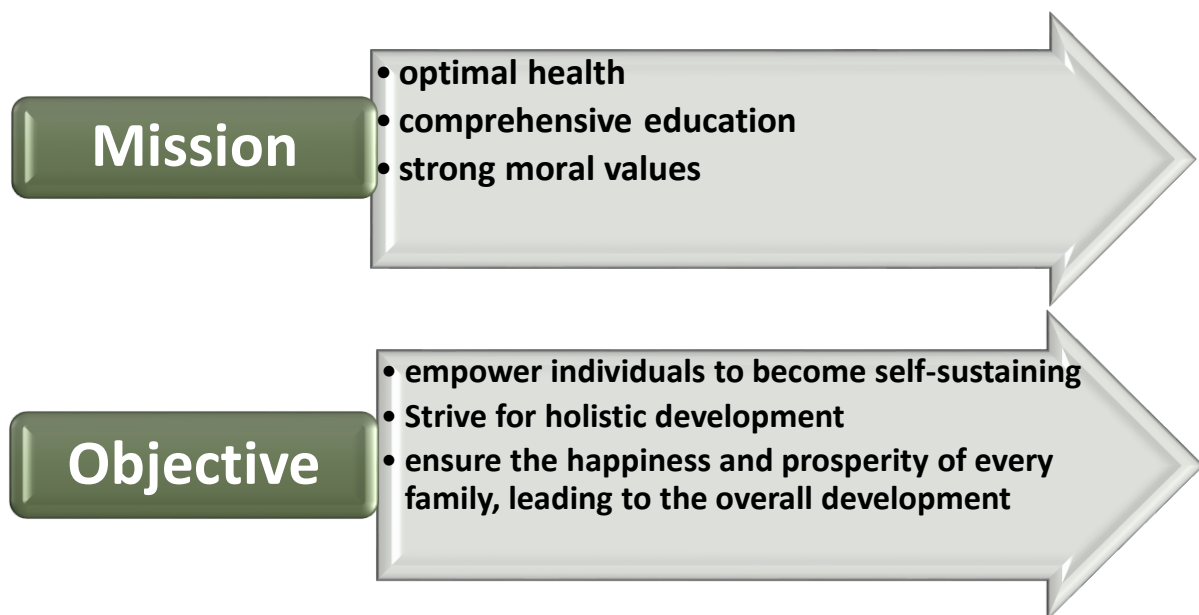 Mission
• optimal health
• comprehensive education
• strong moral values
Objective
• empower individuals to become self-sustaining
• Strive for holistic development
• ensure the happiness and prosperity of every
family, leading to the overall development